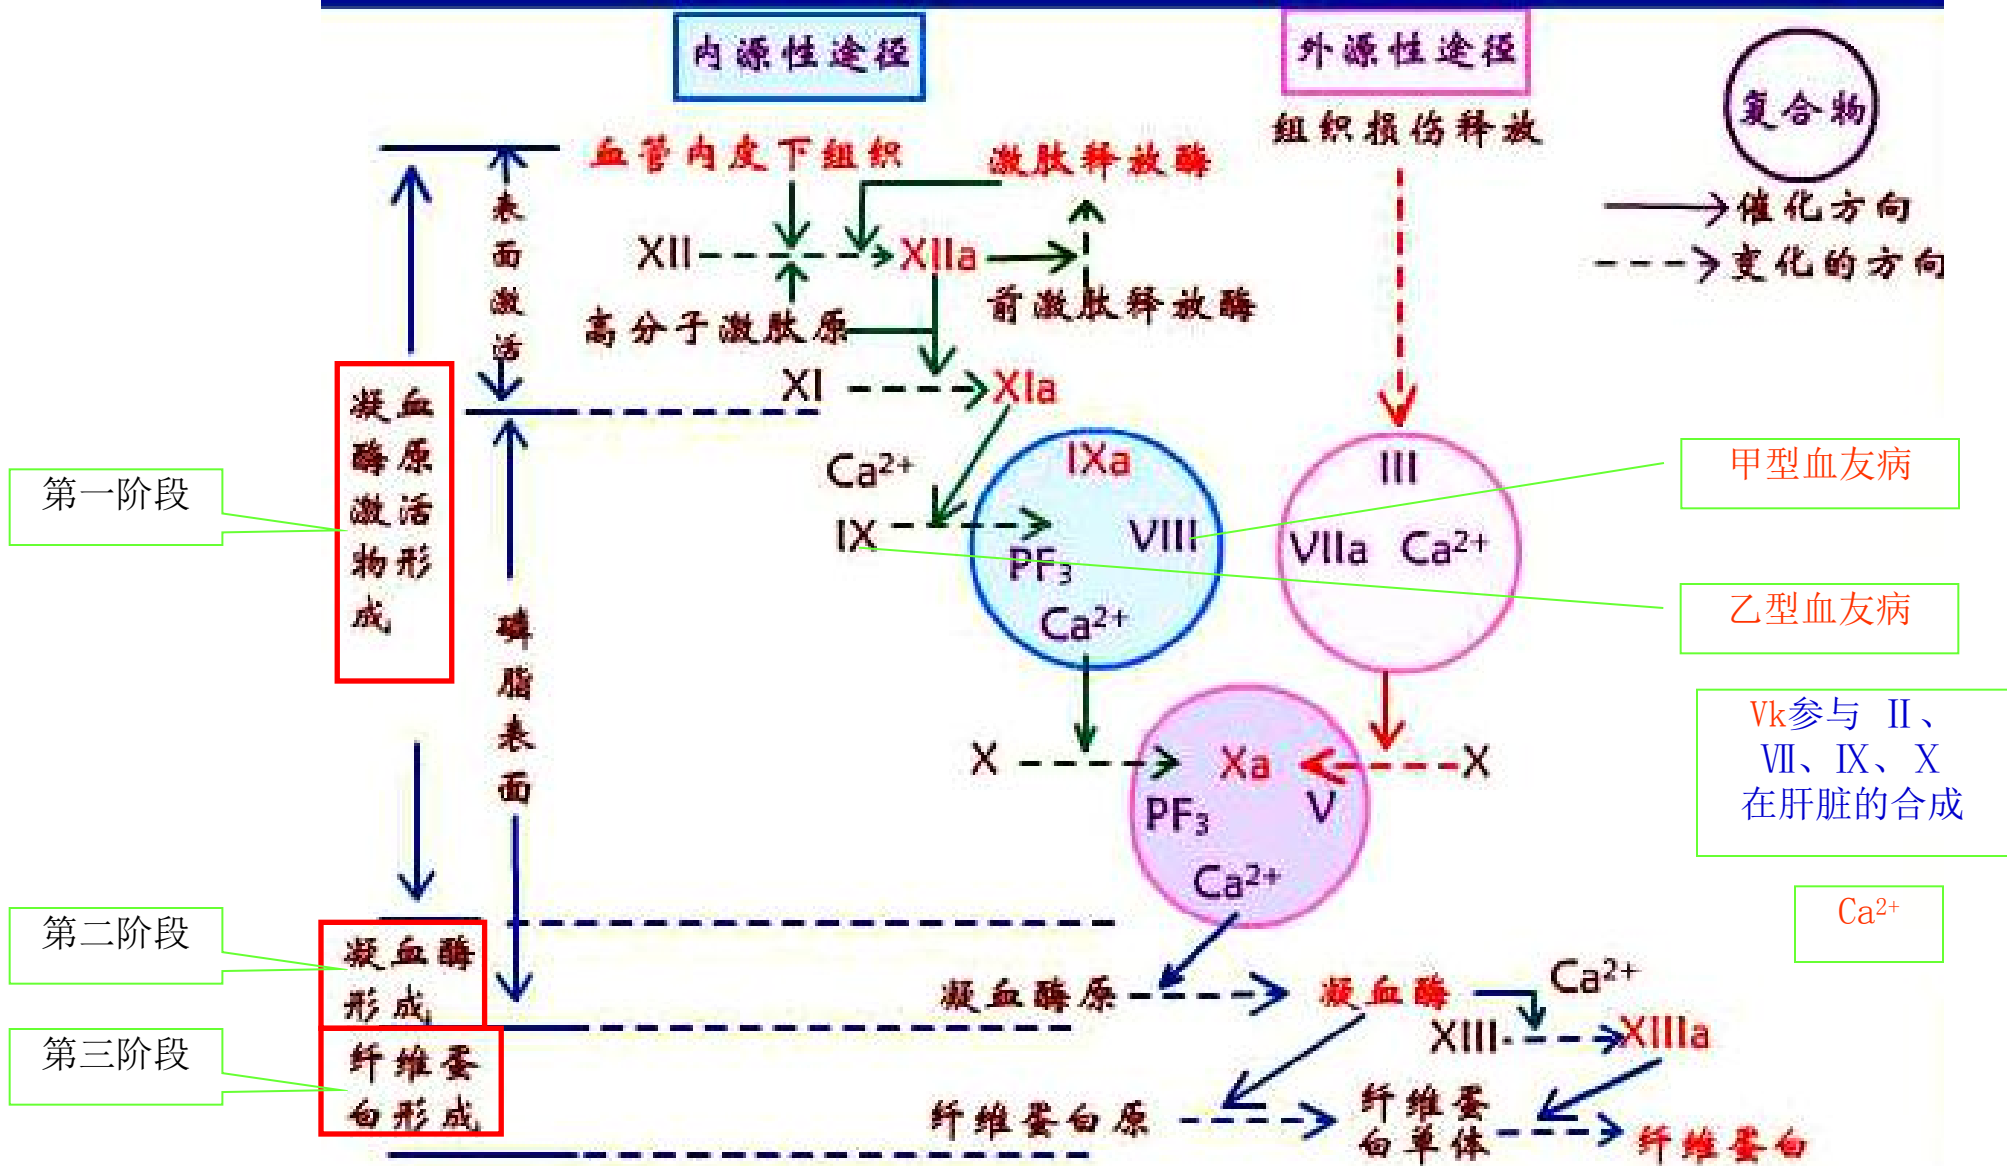 内源性途径
外源性途径
复合物
组织损伤释放
血管内皮下组织
激肽释放酶
催化方向
变化的方向
表面激活
XII
XIIa
前激肽释放酶
高分子激肽原
XI
XIa
凝血
酶原
激活
物形
成
第一阶段
Ca²⁺
IX
IXa
VIII
PF₃
Ca²⁺
III
VIIa Ca²⁺
甲型血友病
乙型血友病
磷脂表面
Vk参与 Ⅱ、
Ⅶ、Ⅸ、Ⅹ
在肝脏的合成
X
Xa
X
PF₃
V
Ca²⁺
Ca²⁺
第二阶段
凝血酶
形成
凝血酶原
凝血酶
Ca²⁺
XIII
XIIIa
第三阶段
纤维蛋
白形成
纤维蛋白原
纤维蛋
白单体
纤维蛋白